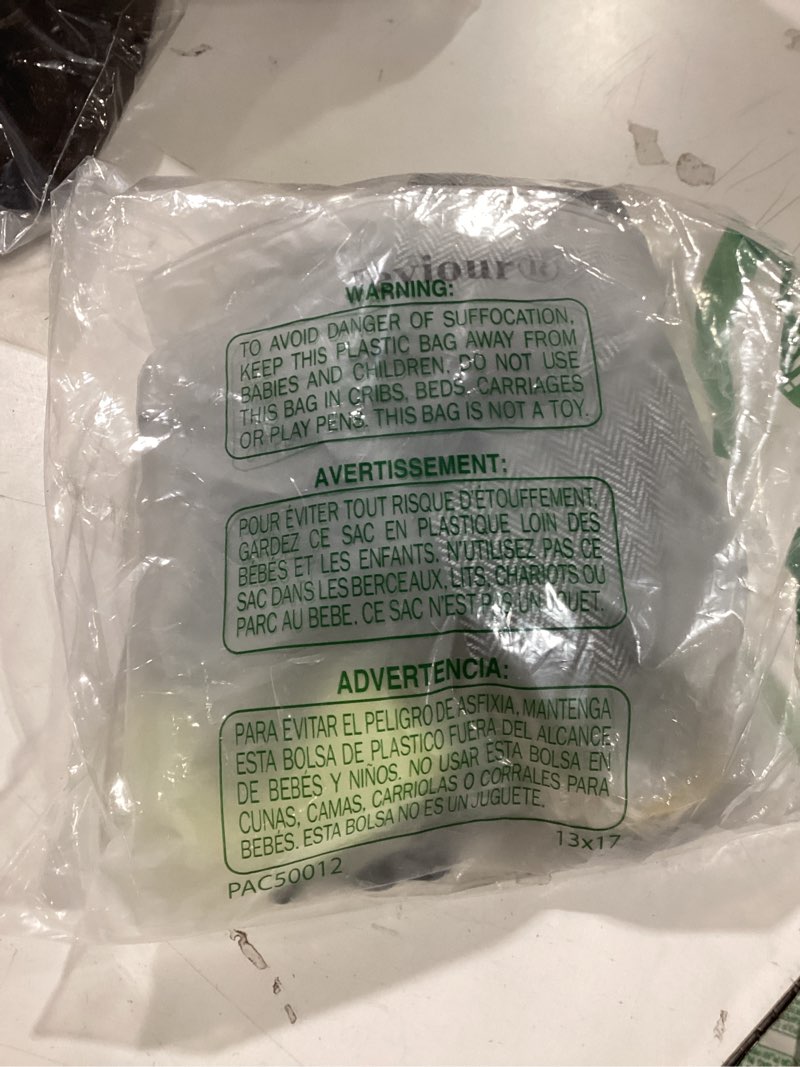 WARNING:
TO AVOID DANGER OF SUFFOCATION,
KEEP THIS PLASTIC BAG AWAY FROM
BABIES AND CHILDREN. DO NOT USE
THIS BAG IN CRIBS, BEDS, CARRIAGES
OR PLAY PENS. THIS BAG IS NOT A TOY.
AVERTISSEMENT:
POUR ÉVITER TOUT RISQUE D'ÉTOUFFEMENT,
GARDEZ CE SAC EN PLASTIQUE LOIN DES
BÉBÉS ET LES ENFANTS. N'UTILISEZ PAS CE
SAC DANS LES BERCEAUX, LITS, CHARIOTS OU
PARC AU BEBE. CE SAC N'EST PAS UN JOUET.
ADVERTENCIA:
PARA EVITAR EL PELIGRO DE ASFIXIA, MANTENGA
ESTA BOLSA DE PLASTICO FUERA DEL ALCANCE
DE BEBÉS Y NIÑOS. NO USAR ESTA BOLSA EN
CUNAS, CAMAS, CARRIOLAS O CORRALES PARA
BEBÉS. ESTA BOLSA NO ES UN JUGUETE.
PAC50012
13x17